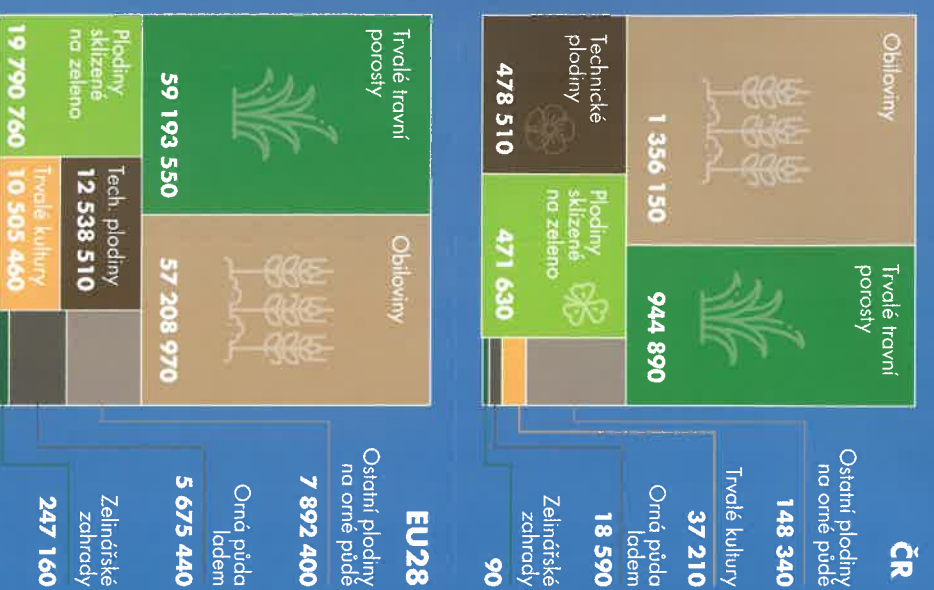 ČR
Obiloviny
1 356 150
Trvalé travní
porosty
944 890
Technické
plodiny
478 510
Plodiny
sklízené
na zeleno
471 630
Ostatní plodiny
na orné půdě
148 340
Trvalé kultury
37 210
Orná půda
ladem
18 590
Zelinářské
zahrady
90
EU28
Trvalé travní
porosty
59 193 550
Obiloviny
57 208 970
Plodiny
sklízené
na zeleno
19 790 760
Tech. plodiny
12 538 510
Trvalé kultury
10 505 460
Ostatní plodiny
na orné půdě
7 892 400
Orná půda
ladem
5 675 440
Zelinářské
zahrady
247 160